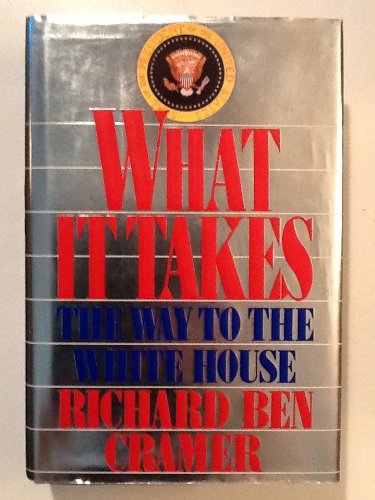 WHAT
IT TAKES
THE WAY TO THE
WHITE HOUSE
RICHARD BEN
CRAMER